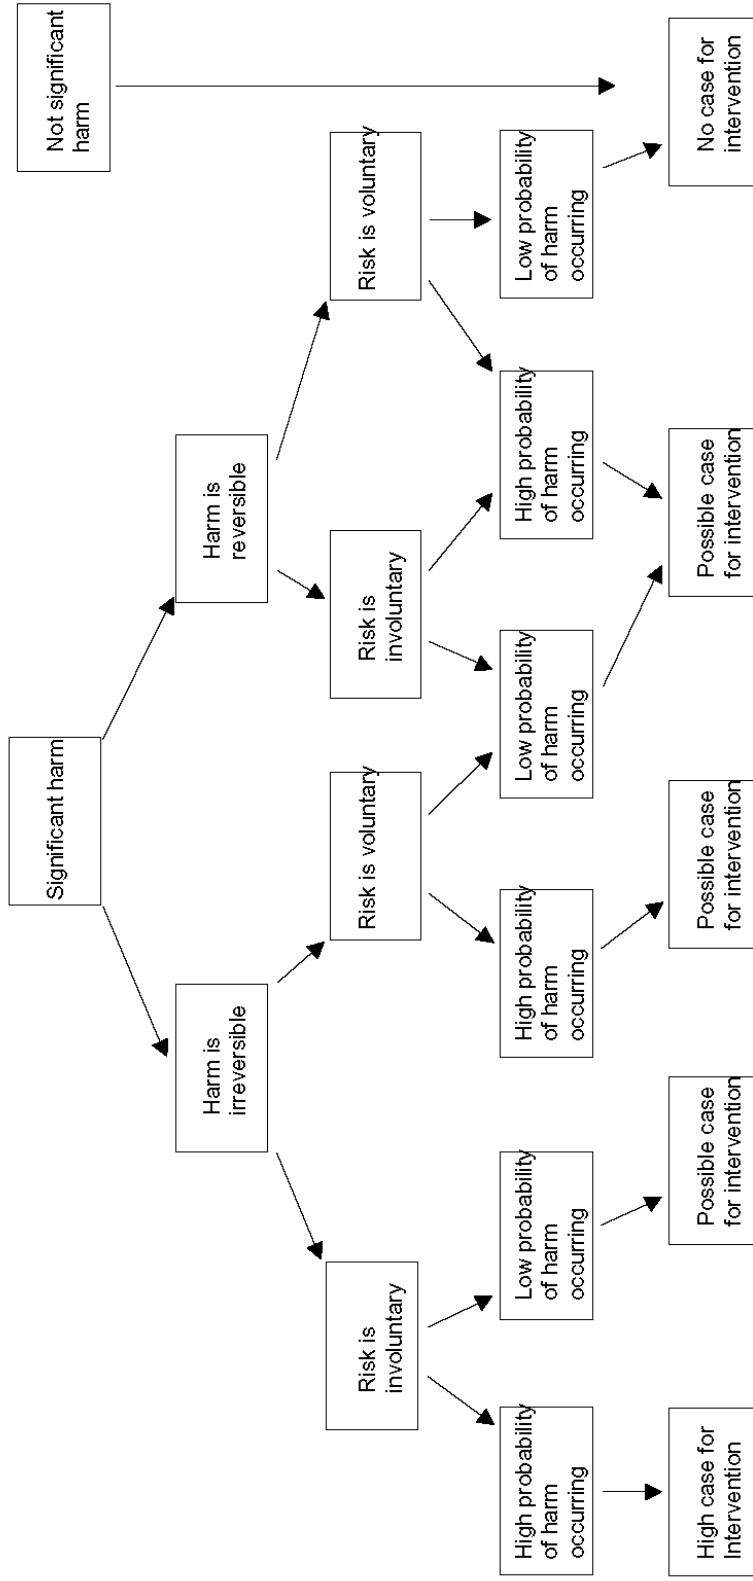 Significant harm
Not significant
harm
Harm is
irreversible
Harm is
reversible
Risk is
involuntary
Risk is voluntary
Risk is
involuntary
Risk is voluntary
High probability
of harm
occurring
Low probability
of harm
occurring
High probability
of harm
occurring
Low probability
of harm
occurring
High probability
of harm
occurring
Low probability
of harm
occurring
High case for
Intervention
Possible case
for intervention
Possible case
for intervention
Possible case
for intervention
No case for
intervention